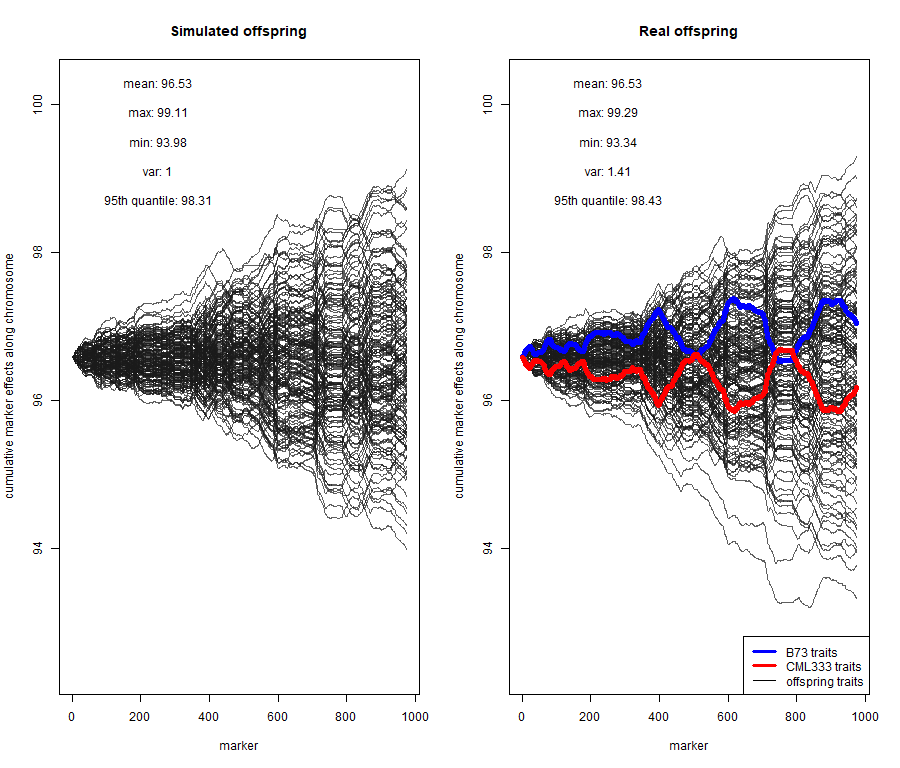 Simulated offspring
mean: 96.53
max: 99.11
min: 93.98
var: 1
95th quantile: 98.31
cumulative marker effects along chromosome
100
98
96
94
0 200 400 600 800 1000
marker
Real offspring
mean: 96.53
max: 99.29
min: 93.34
var: 1.41
95th quantile: 98.43
cumulative marker effects along chromosome
100
98
96
94
B73 traits
CML333 traits
offspring traits
0 200 400 600 800 1000
marker